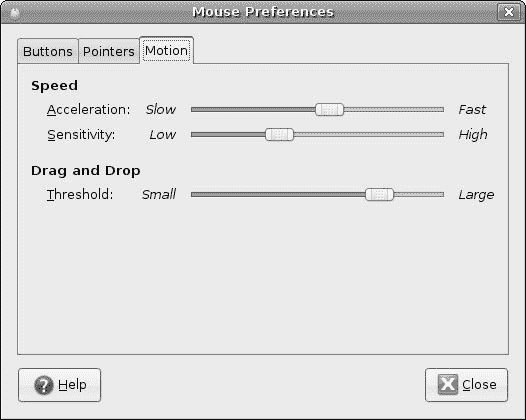 Mouse Preferences
Buttons Pointers Motion
Speed
Acceleration: Slow Fast
Sensitivity: Low High
Drag and Drop
Threshold: Small Large
Help Close